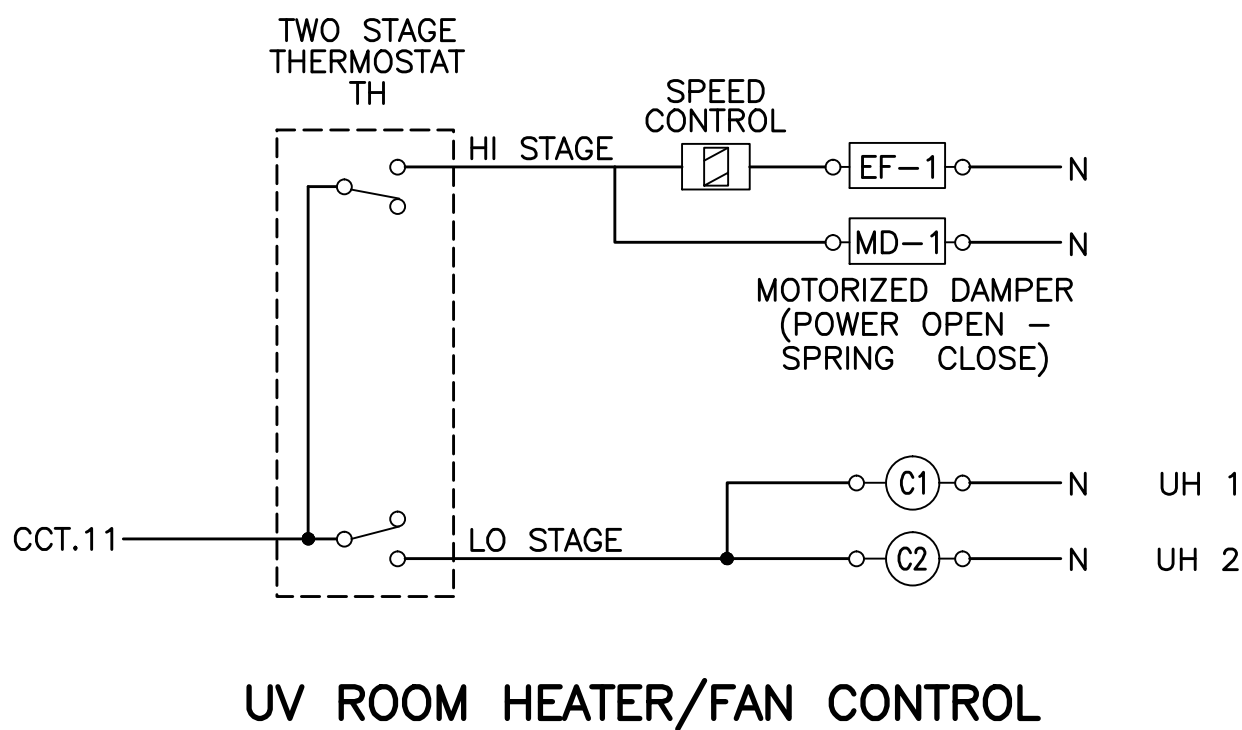 TWO STAGE
THERMOSTAT
TH
SPEED
CONTROL
HI STAGE
EF-1
N
MD-1
N
MOTORIZED DAMPER
(POWER OPEN -
SPRING CLOSE)
C1
N
UH 1
CCT.11
LO STAGE
C2
N
UH 2
UV ROOM HEATER/FAN CONTROL